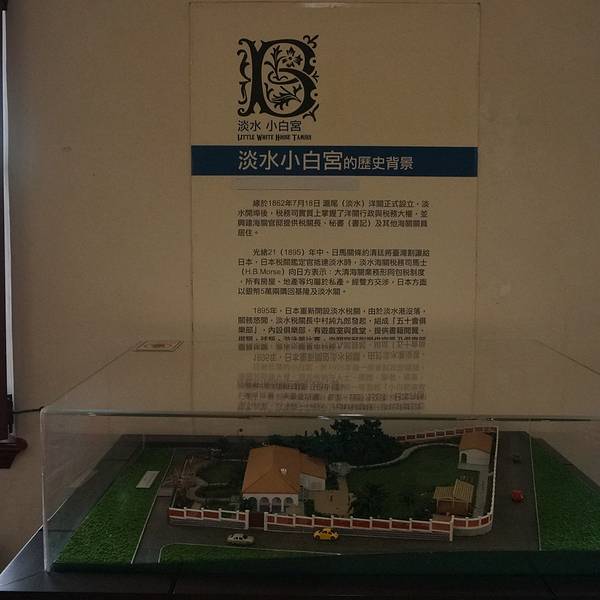 B
淡水 小白宮
LITTLE WHITE HOUSE TAMSUI
淡水小白宮的歷史背景
緣於1862年7月18日 滬尾（淡水）洋關正式設立。淡
水開埠後，稅務司實質上掌握了洋關行政與稅務大權，並
興建海關官邸提供稅關長、秘書（書記）及其他海關關員
居住。
光緒21（1895）年中，日馬關條約清廷將臺灣割讓給
日本，日本稅關鑑定官抵達淡水時，淡水海關稅務司馬士
（H.B.Morse）向日方表示：大清海關業務形同包稅制度
，所有房屋、地產等均屬於私產。經雙方交涉，日本方面
以銀幣5萬兩購回基隆及淡水關。
1895年，日本重新開設淡水稅關，由於淡水港沒落，
關務悠閒，淡水稅關長中村純九郎發起，組成「五十會俱
樂部」，內設俱樂部，有遊戲室與食堂，提供書籍閱覽、